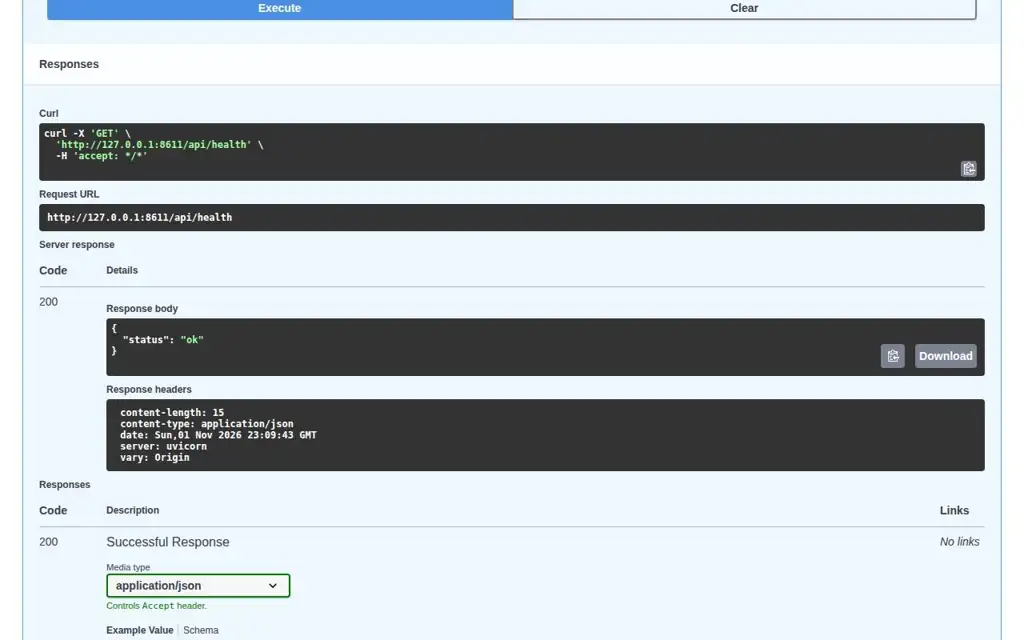 Execute
Clear
Responses
Curl
curl -X 'GET' \
'http://127.0.0.1:8611/api/health' \
-H 'accept: */*'
Request URL
http://127.0.0.1:8611/api/health
Server response
Code Details
200
Response body
{
"status": "ok"
}
Download
Response headers
content-length: 15
content-type: application/json
date: Sun,01 Nov 2026 23:09:43 GMT
server: uvicorn
vary: Origin
Responses
Code Description Links
200 Successful Response No links
Media type
application/json
Controls Accept header.
Example Value Schema